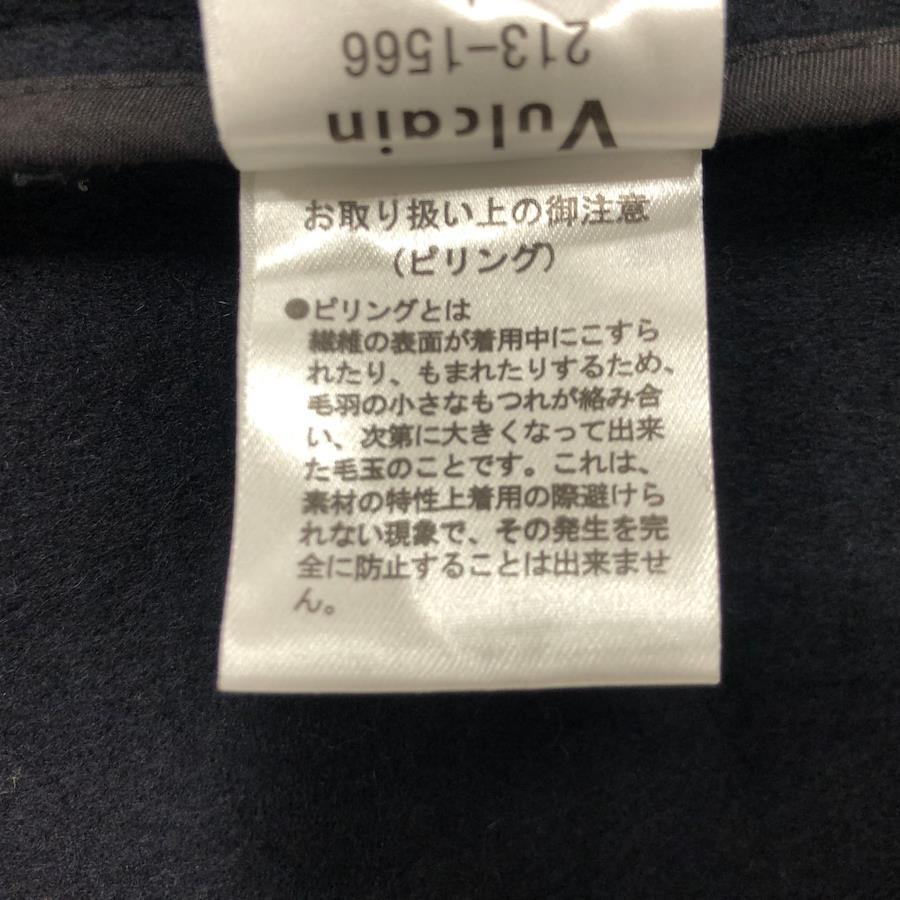 213-1566
Vulcain
お取り扱い上の御注意
(ピリング)
●ピリングとは
繊維の表面が着用中にこすら
れたり、もまれたりするため、
毛羽の小さなもつれが絡み合
い、次第に大きくなって出来
た毛玉のことです。これは、
素材の特性上着用の際避けら
れない現象で、その発生を完
全に防止することは出来ませ
ん。